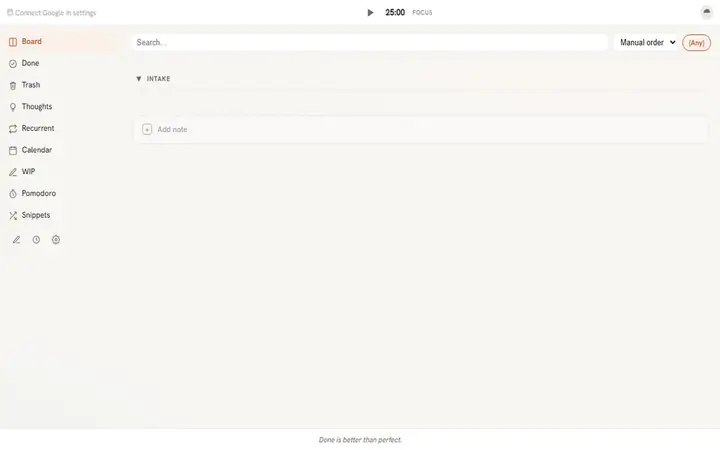 Connect Google in settings
25:00 FOCUS
Board
Done
Trash
Thoughts
Recurrent
Calendar
WIP
Pomodoro
Snippets
Search...
Manual order
(Any)
INTAKE
Add note
Done is better than perfect.